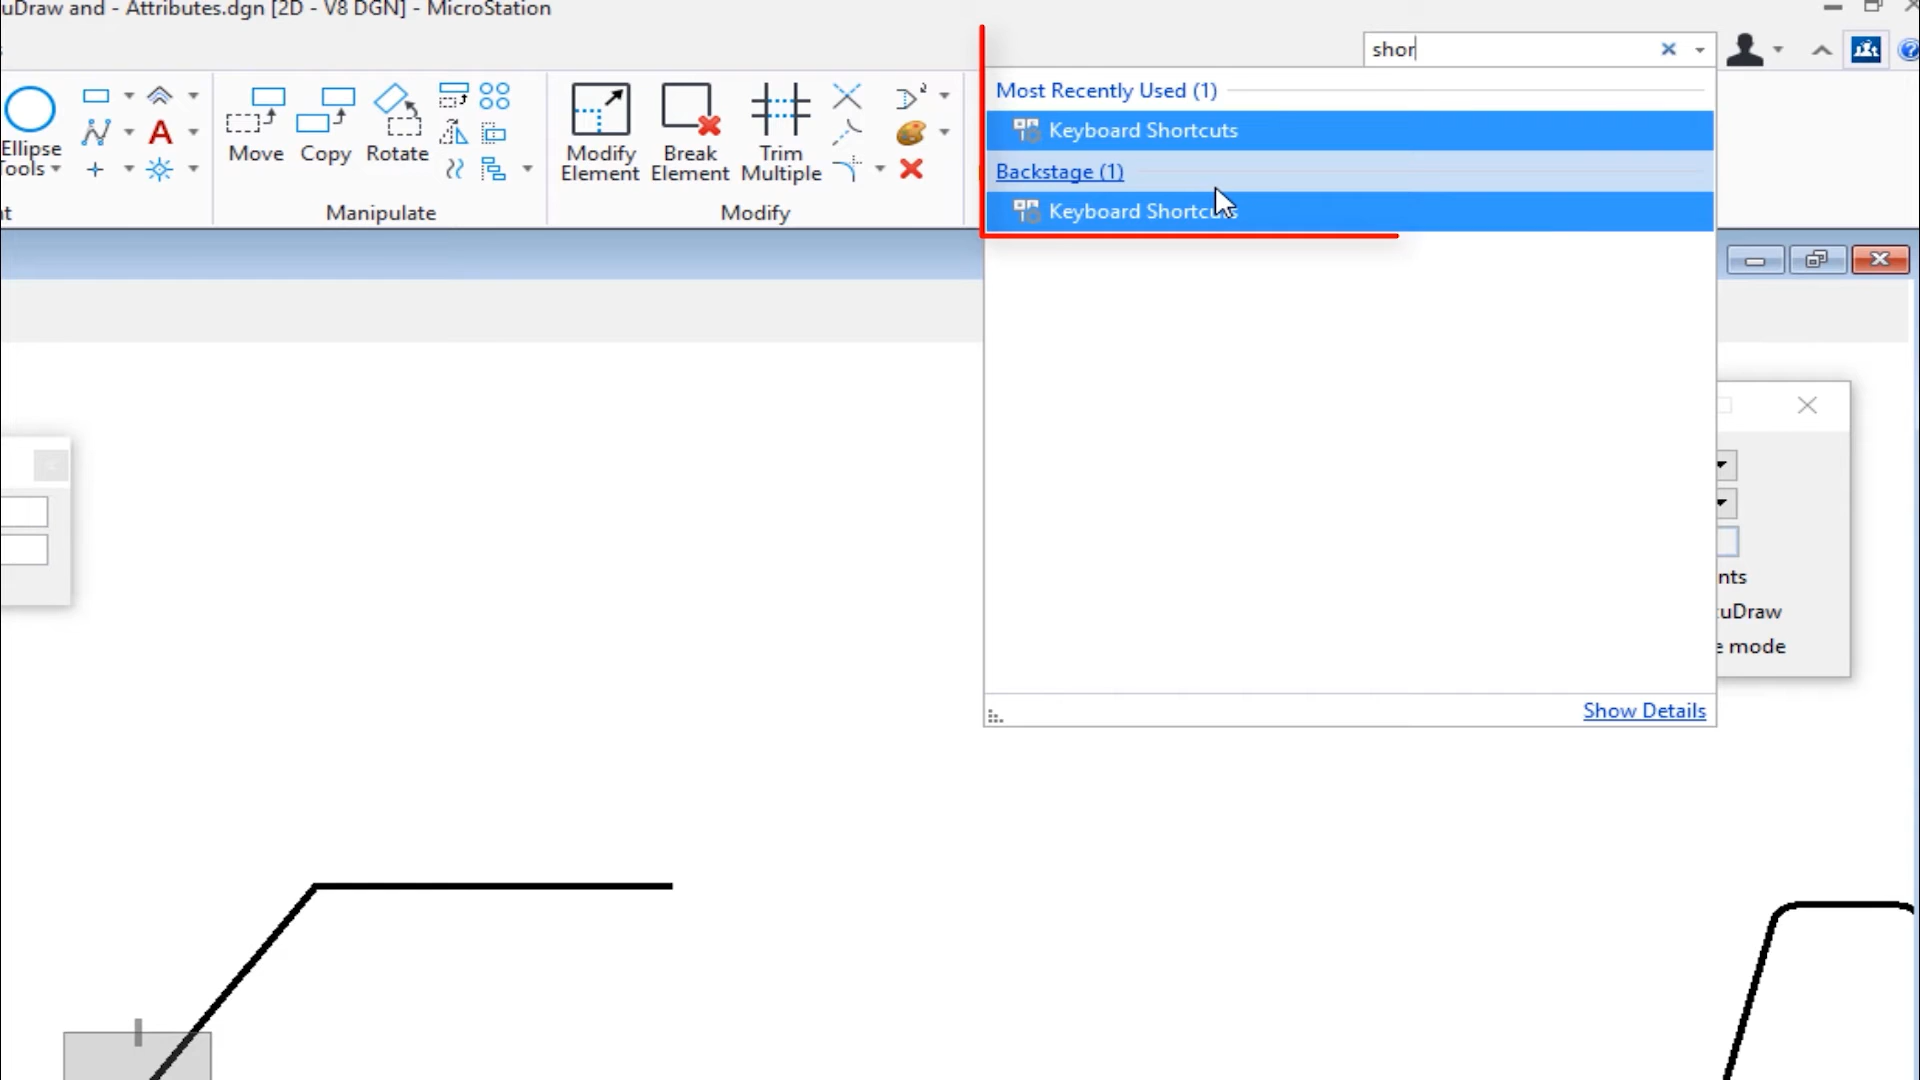 uDraw and - Attributes.dgn [2D - V8 DGN] - MicroStation
shor
Most Recently Used (1)
Keyboard Shortcuts
Backstage (1)
Keyboard Shortcuts
Ellipse
Tools
Move
Copy
Rotate
Modify
Element
Break
Element
Trim
Multiple
Manipulate
Modify
nts
uDraw
e mode
Show Details